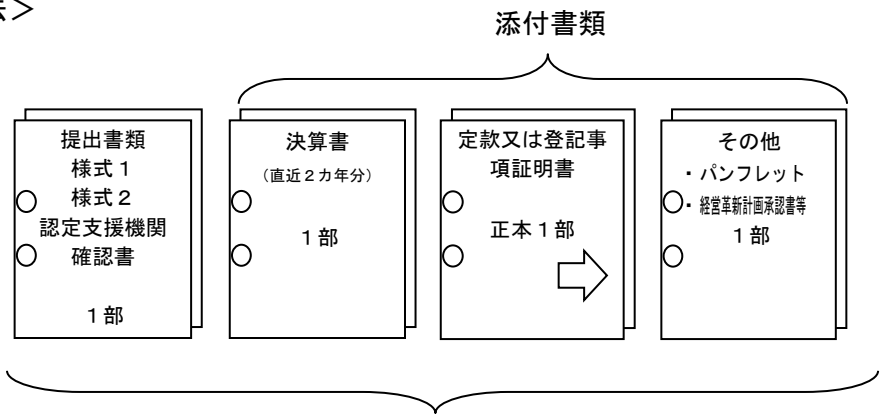 ＞
添付書類
提出書類
様式１
様式２
認定支援機関
確認書
１部
決算書
（直近２カ年分）
１部
定款又は登記事
項証明書
正本１部
その他
・パンフレット
・経営革新計画承認書等
１部